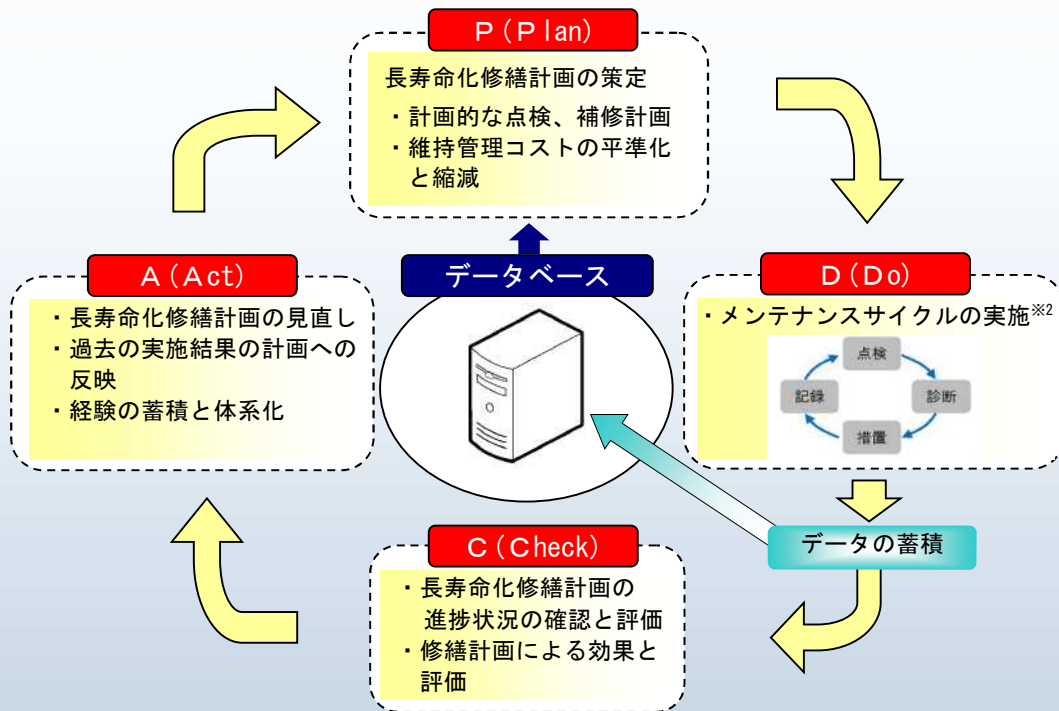 P(Plan)
長寿命化修繕計画の策定
・計画的な点検、補修計画
・維持管理コストの平準化
と縮減
A(Act)
・長寿命化修繕計画の見直し
・過去の実施結果の計画への
反映
・経験の蓄積と体系化
データベース
D(Do)
・メンテナンスサイクルの実施※2
点検
記録
診断
措置
データの蓄積
C(Check)
・長寿命化修繕計画の
進捗状況の確認と評価
・修繕計画による効果と
評価